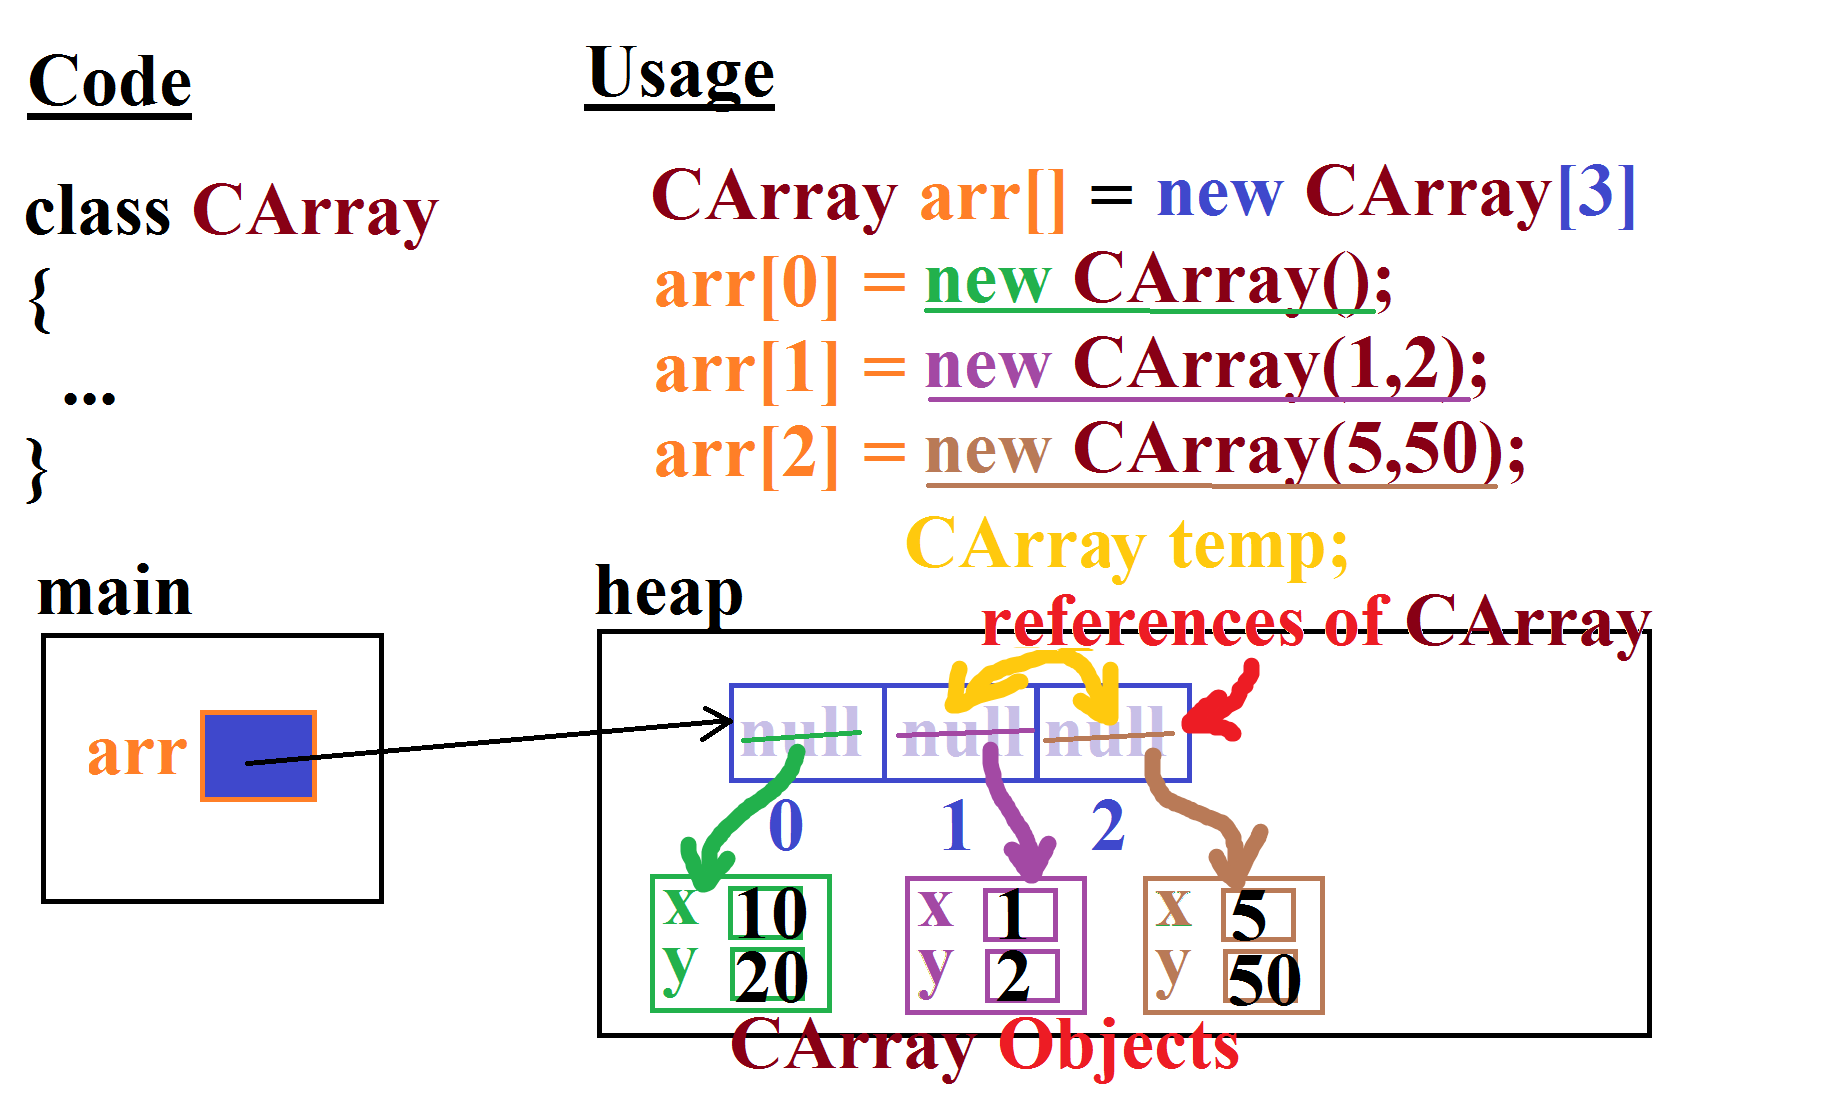 Code
Usage
class CArray
{
...
}
CArray arr[] = new CArray[3]
arr[0] = new CArray();
arr[1] = new CArray(1,2);
arr[2] = new CArray(5,50);
CArray temp;
main
heap
references of CArray
arr
null null null
0 1 2
x 10
y 20
x 1
y 2
x 5
y 50
CArray Objects